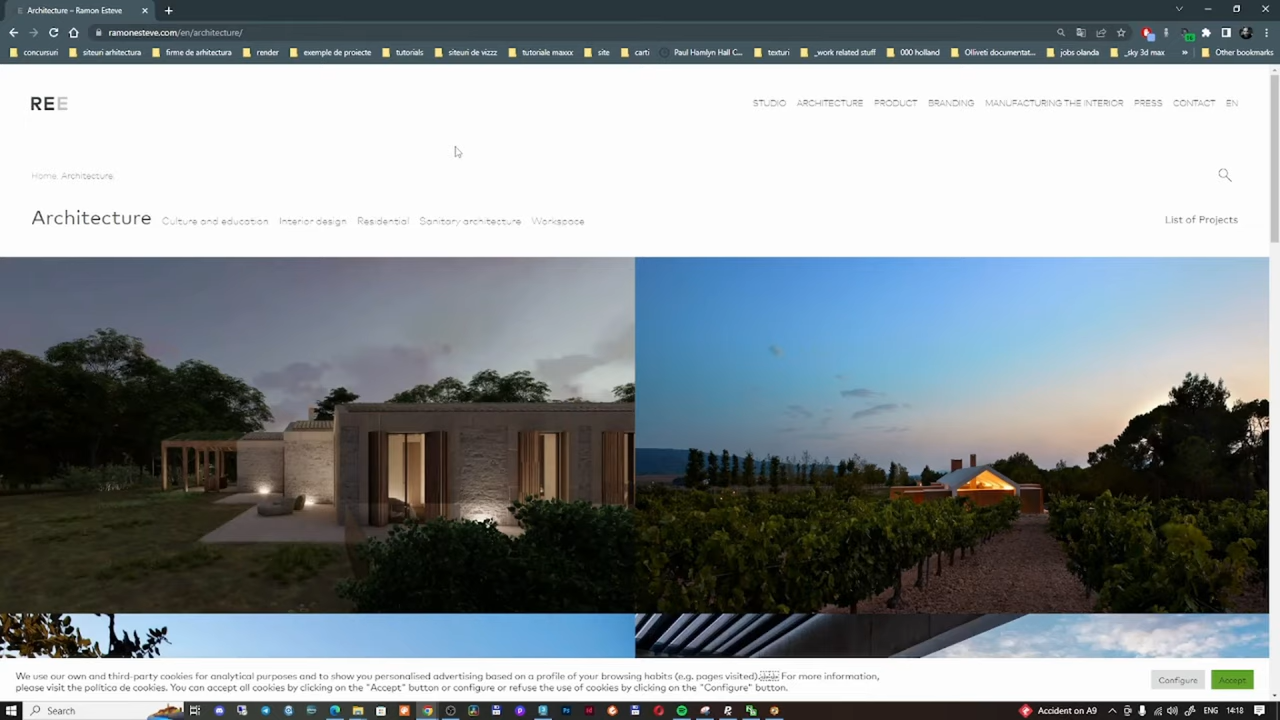 Architecture – Ramon Esteve
ramonesteve.com/en/architecture/
concursuri siteuri arhitectura firme de arhitectura render exemple de proiecte tutorials siteuri de vizzz tutoriale maxxx site carti Paul Hamlyn Hall C... texturi _work related stuff 000 holland Olliveti documentat... jobs olanda _sky 3d max » Other bookmarks
REE
STUDIO ARCHITECTURE PRODUCT BRANDING MANUFACTURING THE INTERIOR PRESS CONTACT EN
Home. Architecture.
Architecture Culture and education Interior design Residential Sanitary architecture Workspace List of Projects
We use our own and third-party cookies for analytical purposes and to show you personalised advertising based on a profile of your browsing habits (e.g. pages visited). For more information,
please visit the política de cookies. You can accept all cookies by clicking on the "Accept" button or configure or refuse the use of cookies by clicking on the "Configure" button.
Configure Accept
Search Accident on A9 ENG 14:18